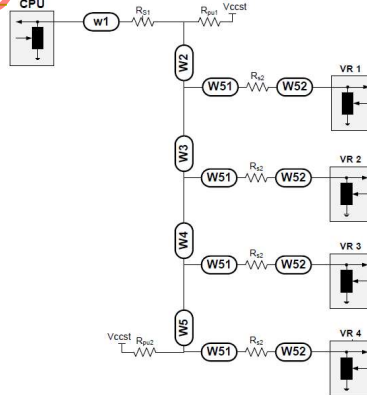 CPU
w1
RS1
Rpu1
Vccst
W2
W51
Rs2
W52
VR 1
W3
W51
Rs2
W52
VR 2
W4
W51
Rs2
W52
VR 3
W5
Vccst
Rpu2
W51
Rs2
W52
VR 4